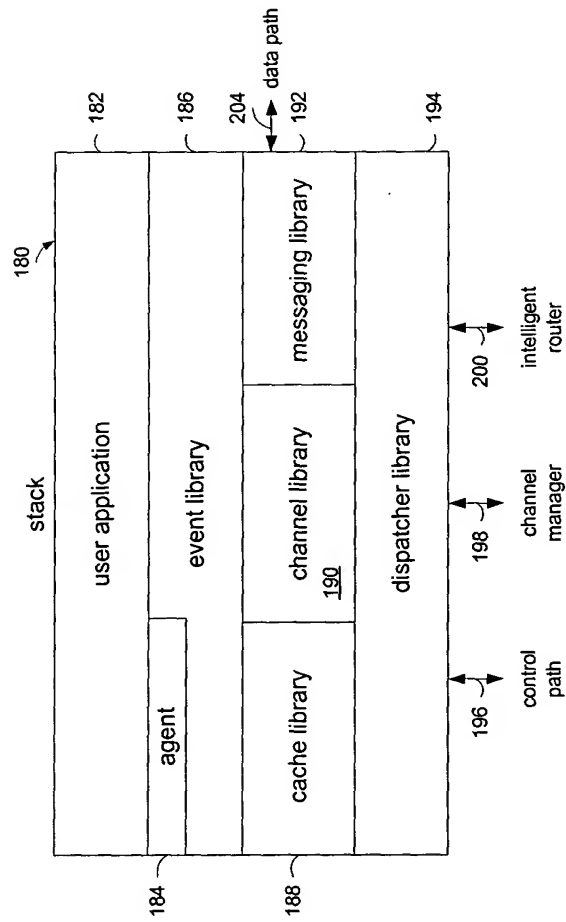 stack
180
user application
182
agent
184
event library
186
204
data path
cache library
188
channel library
190
messaging library
192
dispatcher library
194
196
198
200
control
path
channel
manager
intelligent
router